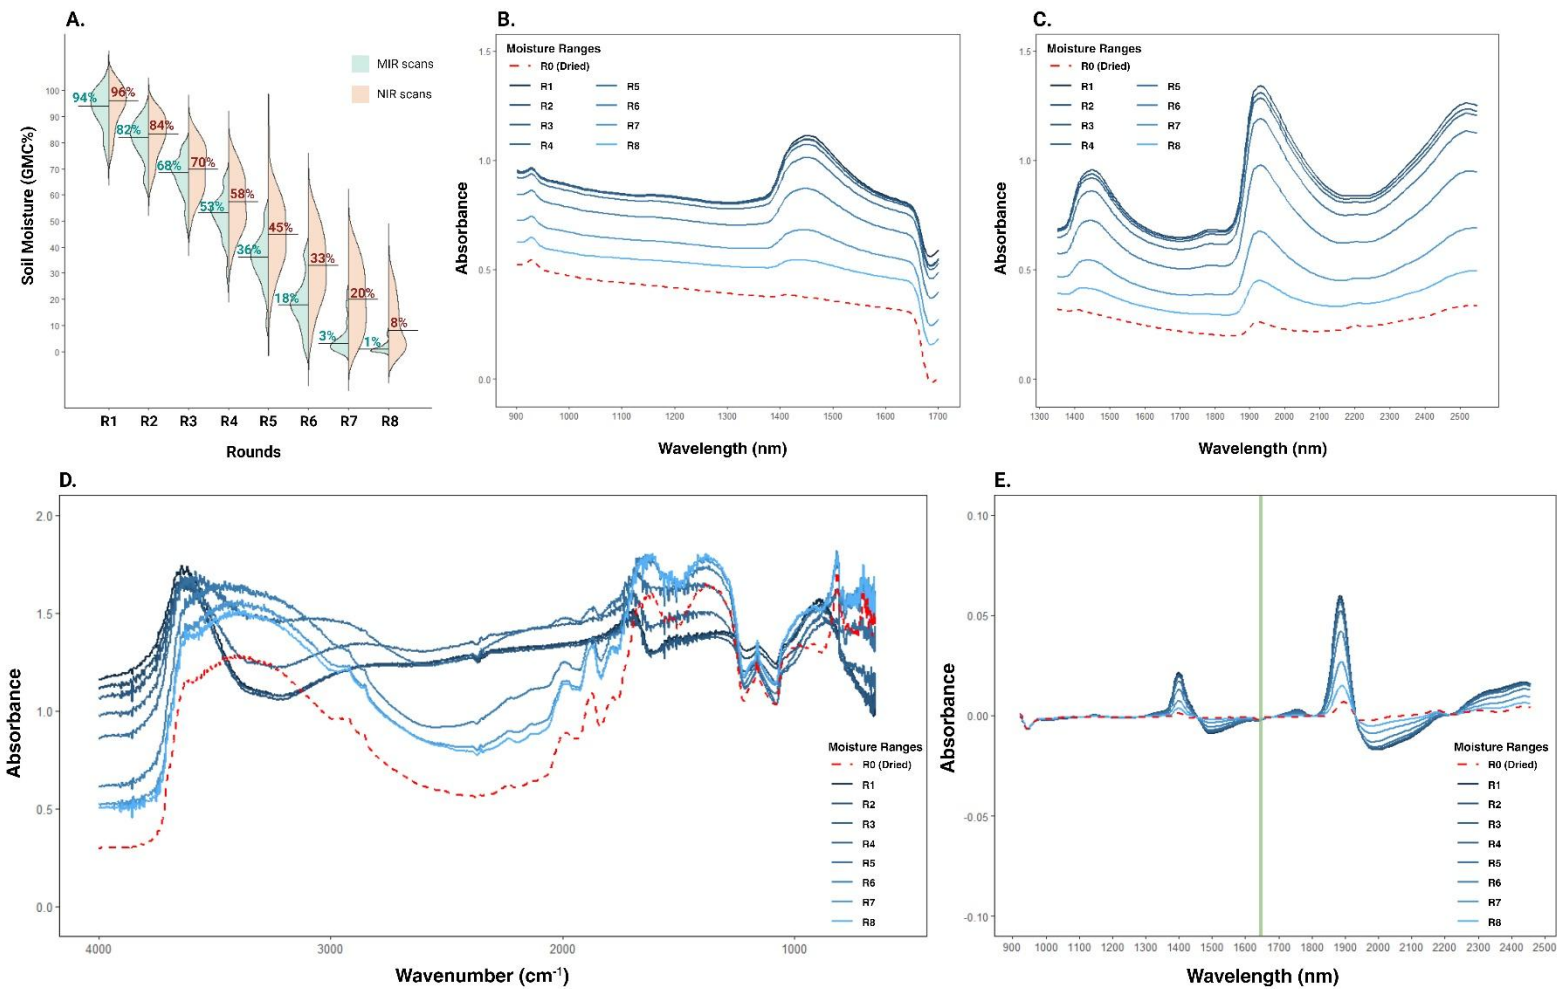 A.
MIR scans
NIR scans
Soil Moisture (GMC%)
100
90
80
70
60
50
40
30
20
10
0
94%
96%
82%
84%
68%
70%
53%
58%
36%
45%
18%
33%
3%
20%
1%
8%
R1 R2 R3 R4 R5 R6 R7 R8
Rounds
B.
Moisture Ranges
R0 (Dried)
R1 R5
R2 R6
R3 R7
R4 R8
Absorbance
1.5
1.0
0.5
0.0
900 1000 1100 1200 1300 1400 1500 1600 1700
Wavelength (nm)
C.
Moisture Ranges
R0 (Dried)
R1 R5
R2 R6
R3 R7
R4 R8
Absorbance
1.5
1.0
0.5
0.0
1300 1400 1500 1600 1700 1800 1900 2000 2100 2200 2300 2400 2500
Wavelength (nm)
D.
Absorbance
2.0
1.5
1.0
0.5
0.0
Moisture Ranges
R0 (Dried)
R1
R2
R3
R4
R5
R6
R7
R8
4000 3000 2000 1000
Wavenumber (cm⁻¹)
E.
Absorbance
0.10
0.05
0.00
-0.05
-0.10
Moisture Ranges
R0 (Dried)
R1
R2
R3
R4
R5
R6
R7
R8
900 1000 1100 1200 1300 1400 1500 1600 1700 1800 1900 2000 2100 2200 2300 2400 2500
Wavelength (nm)